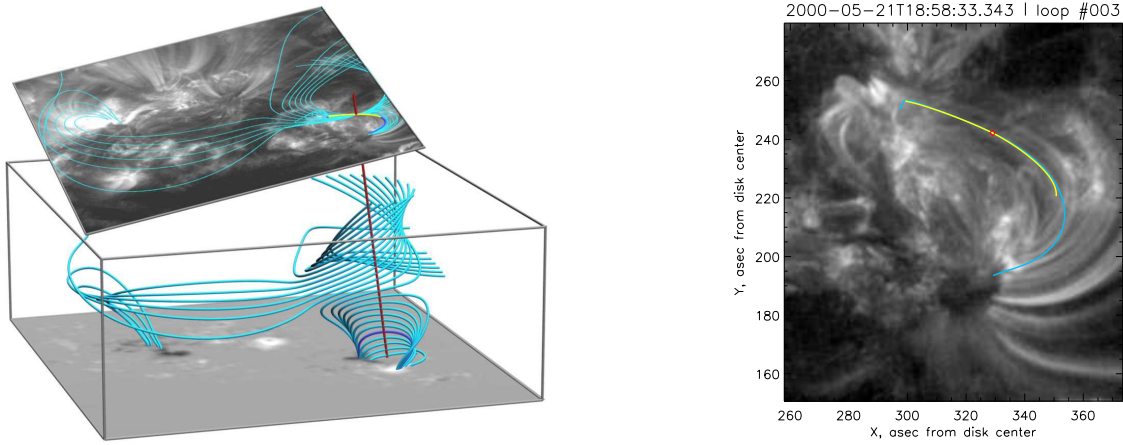 2000-05-21T18:58:33.343 | loop #003
260
240
220
200
180
160
Y, asec from disk center
260 280 300 320 340 360
X, asec from disk center